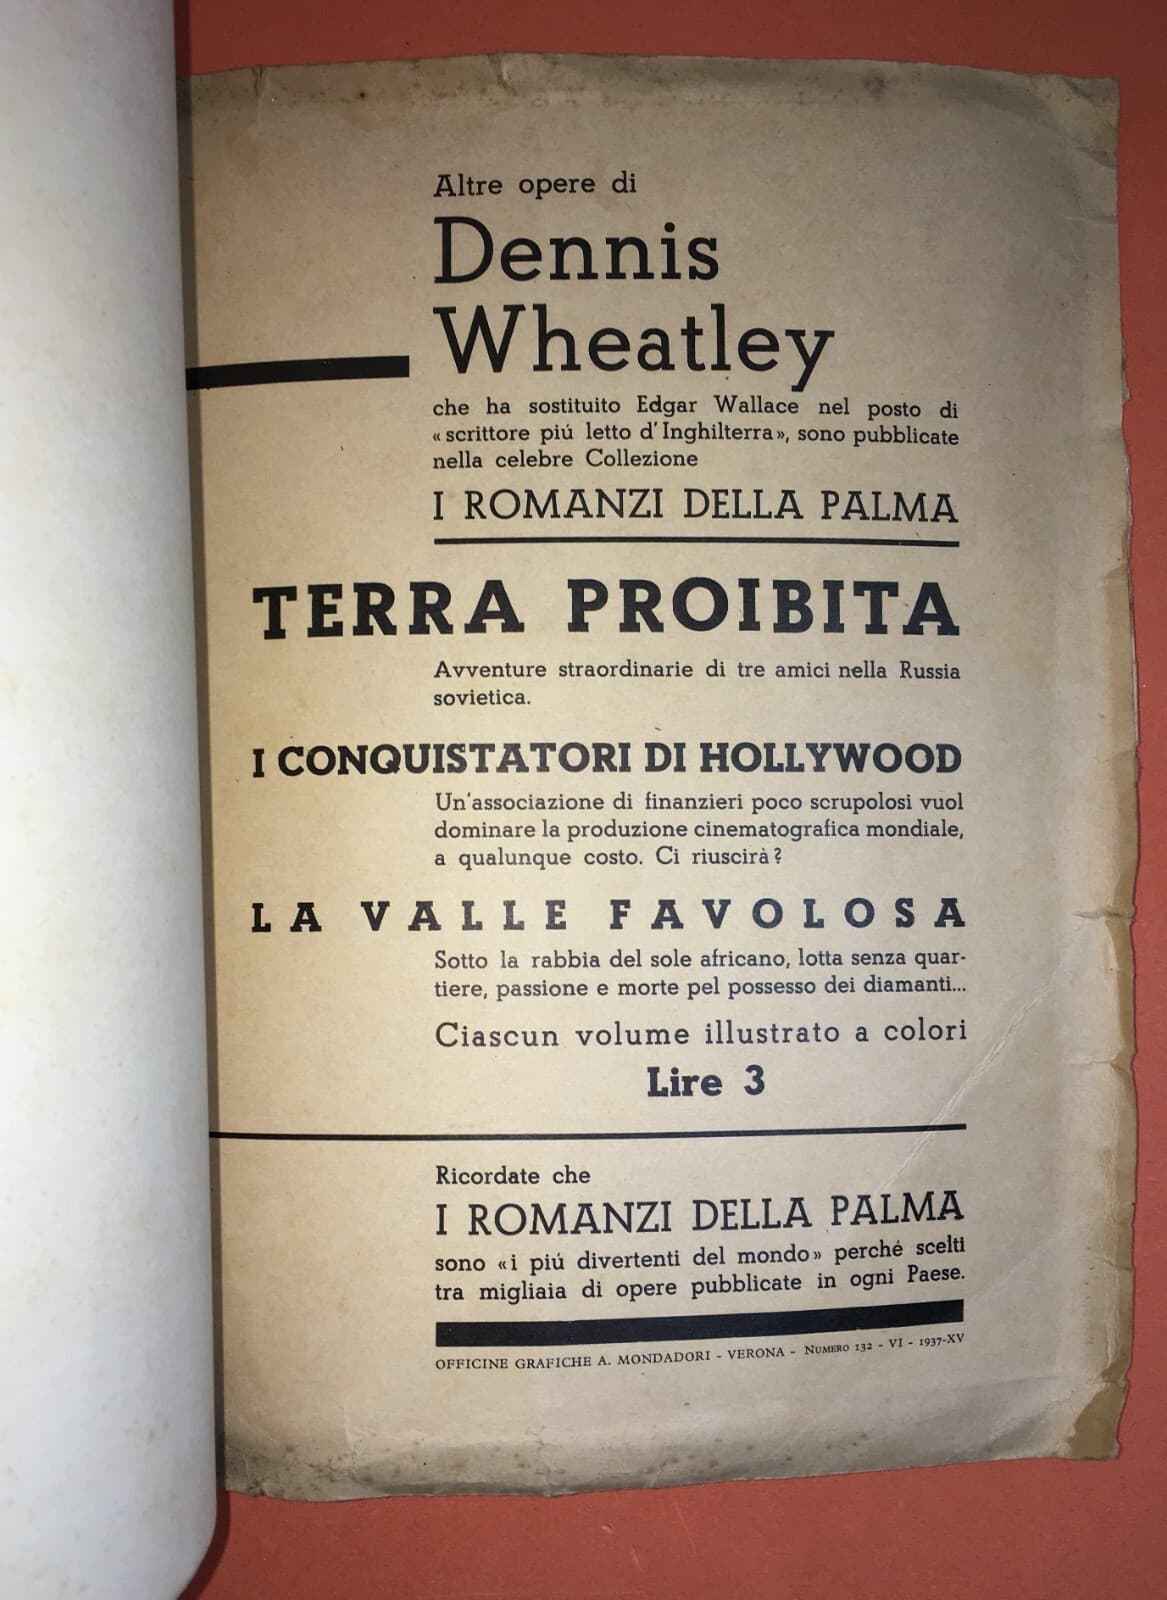 Altre opere di
Dennis
Wheatley
che ha sostituito Edgar Wallace nel posto di
«scrittore piú letto d'Inghilterra», sono pubblicate
nella celebre Collezione
I ROMANZI DELLA PALMA
TERRA PROIBITA
Avventure straordinarie di tre amici nella Russia
sovietica.
I CONQUISTATORI DI HOLLYWOOD
Un'associazione di finanzieri poco scrupolosi vuol
dominare la produzione cinematografica mondiale,
a qualunque costo. Ci riuscirà?
LA VALLE FAVOLOSA
Sotto la rabbia del sole africano, lotta senza quar-
tiere, passione e morte pel possesso dei diamanti...
Ciascun volume illustrato a colori
Lire 3
Ricordate che
I ROMANZI DELLA PALMA
sono «i piú divertenti del mondo» perché scelti
tra migliaia di opere pubblicate in ogni Paese.
OFFICINE GRAFICHE A. MONDADORI - VERONA - NUMERO 132 - VI - 1937-XV